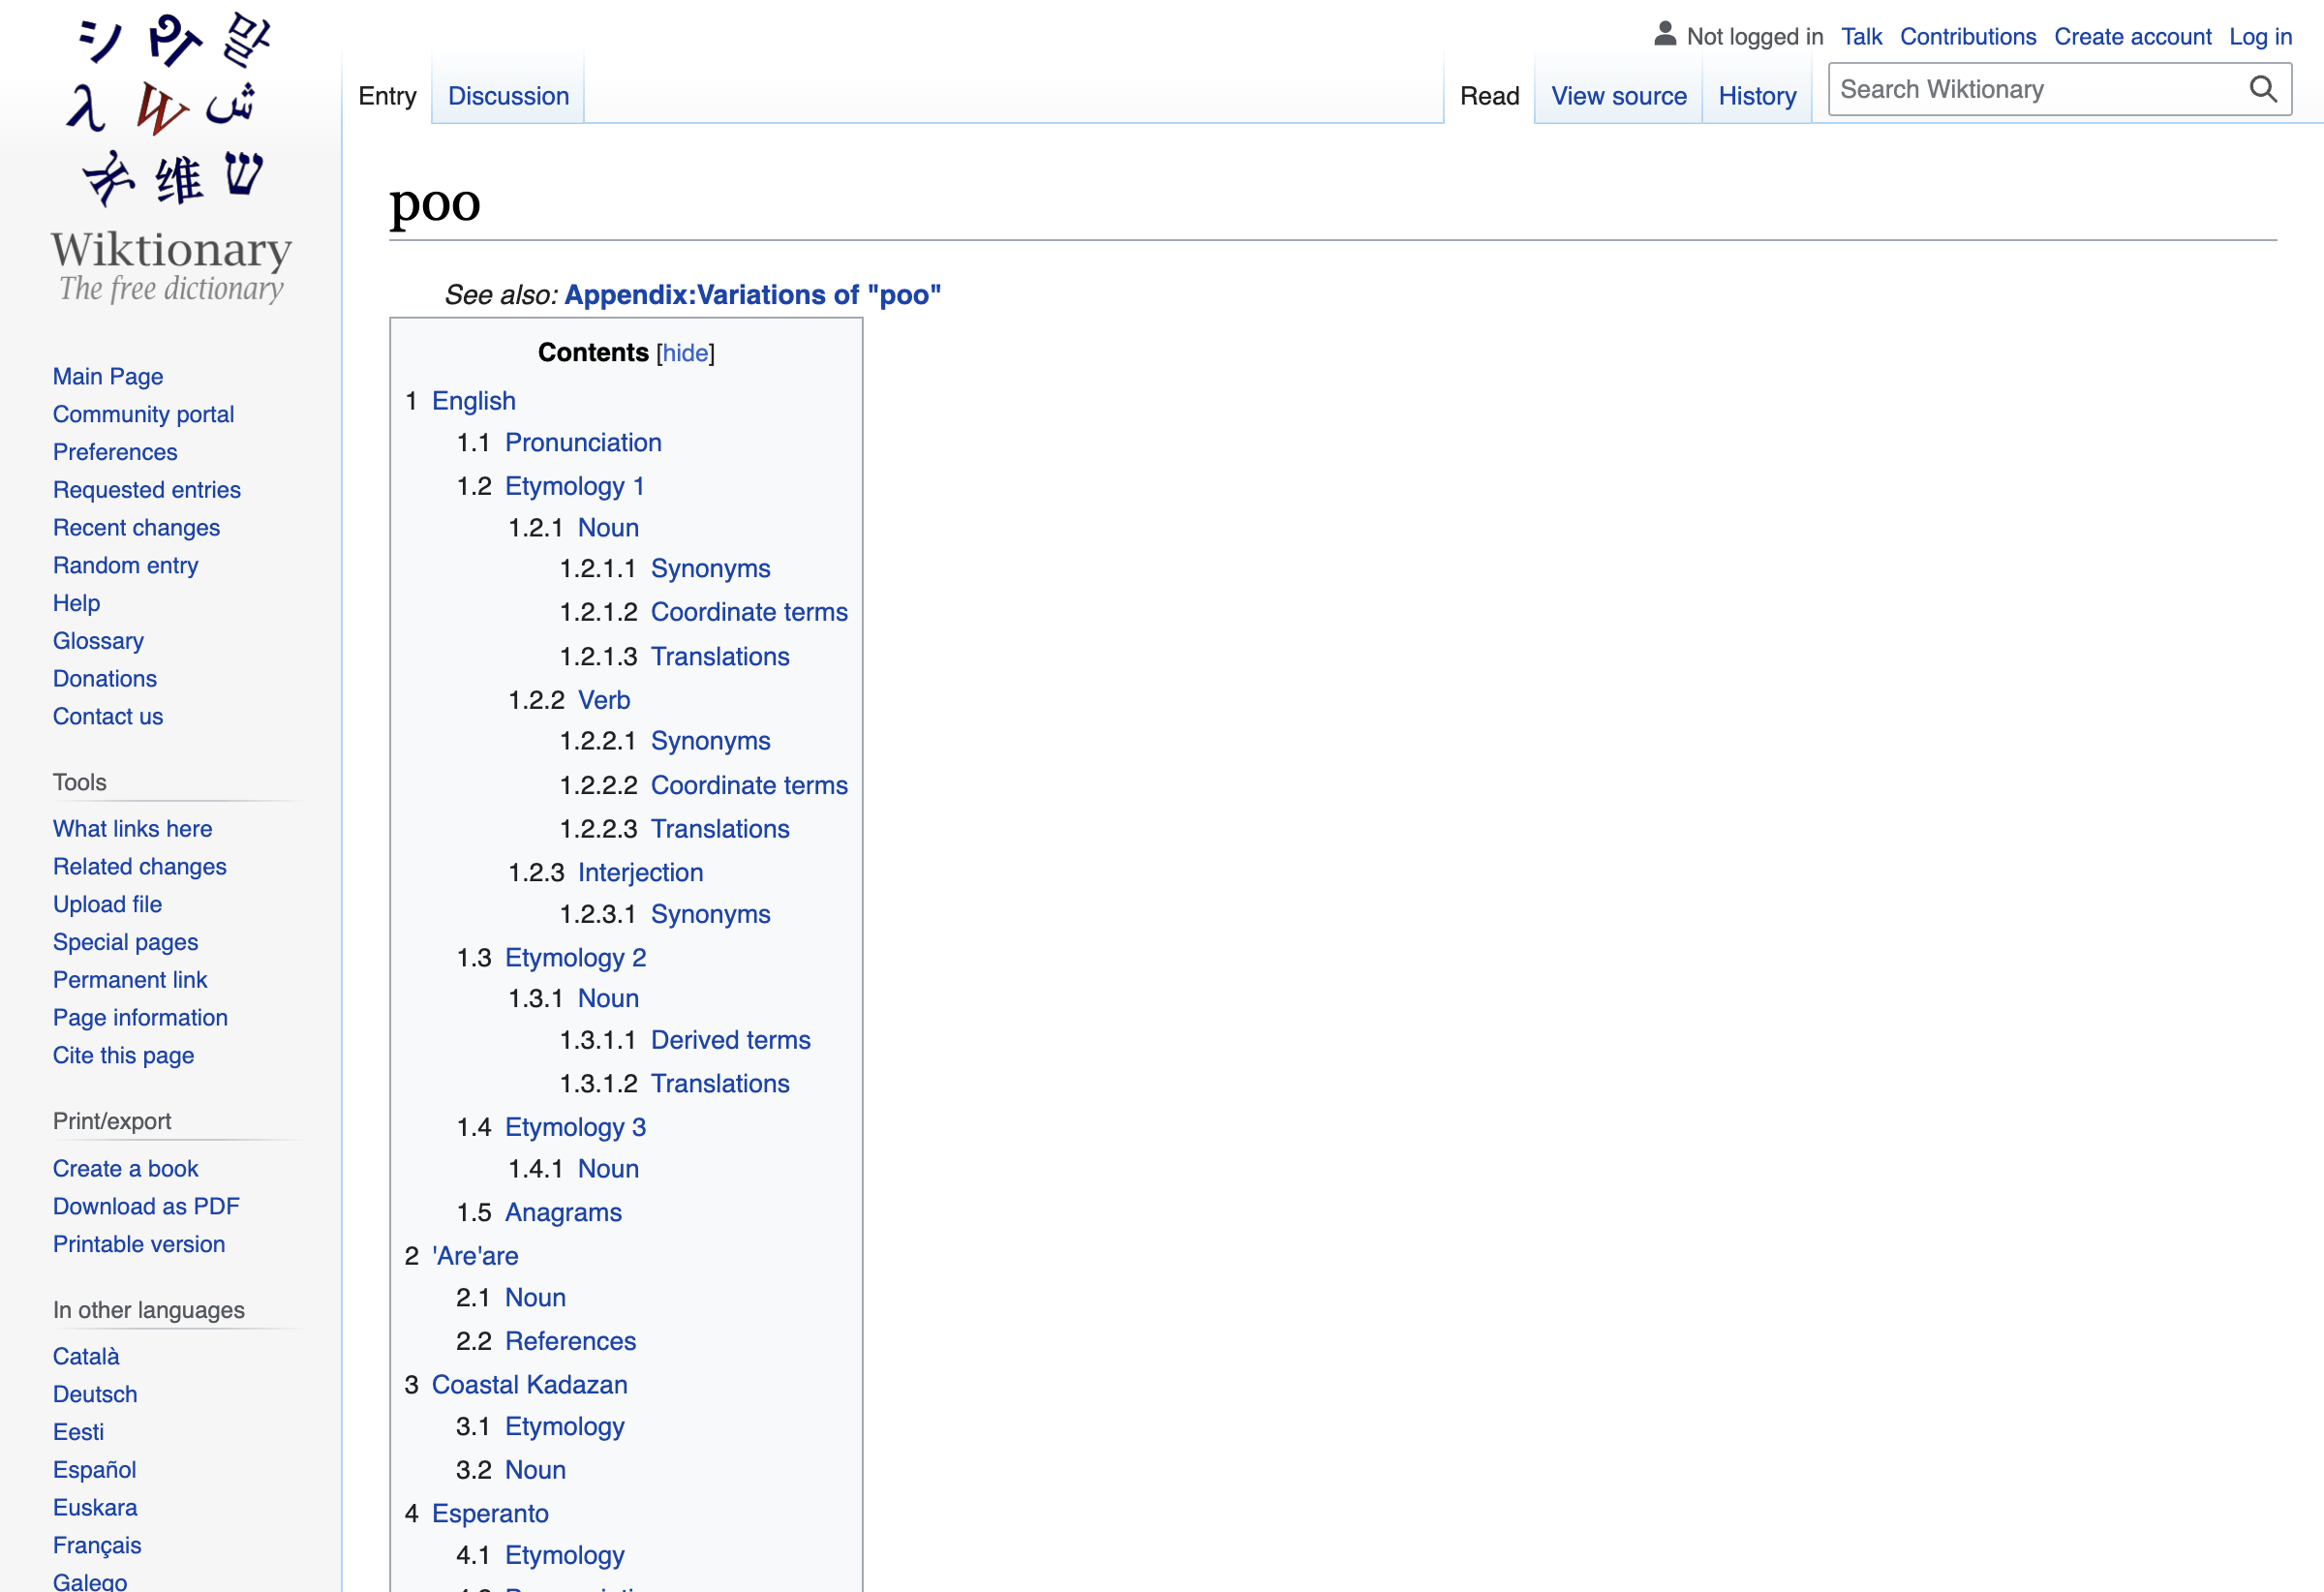 シ ק 말
λ W ش
维 ש
Wiktionary
The free dictionary
Not logged in Talk Contributions Create account Log in
Entry Discussion Read View source History Search Wiktionary
poo
See also: Appendix:Variations of "poo"
Contents [hide]
1 English
1.1 Pronunciation
1.2 Etymology 1
1.2.1 Noun
1.2.1.1 Synonyms
1.2.1.2 Coordinate terms
1.2.1.3 Translations
1.2.2 Verb
1.2.2.1 Synonyms
1.2.2.2 Coordinate terms
1.2.2.3 Translations
1.2.3 Interjection
1.2.3.1 Synonyms
1.3 Etymology 2
1.3.1 Noun
1.3.1.1 Derived terms
1.3.1.2 Translations
1.4 Etymology 3
1.4.1 Noun
1.5 Anagrams
2 'Are'are
2.1 Noun
2.2 References
3 Coastal Kadazan
3.1 Etymology
3.2 Noun
4 Esperanto
4.1 Etymology
Main Page
Community portal
Preferences
Requested entries
Recent changes
Random entry
Help
Glossary
Donations
Contact us
Tools
What links here
Related changes
Upload file
Special pages
Permanent link
Page information
Cite this page
Print/export
Create a book
Download as PDF
Printable version
In other languages
Català
Deutsch
Eesti
Español
Euskara
Français
Galego